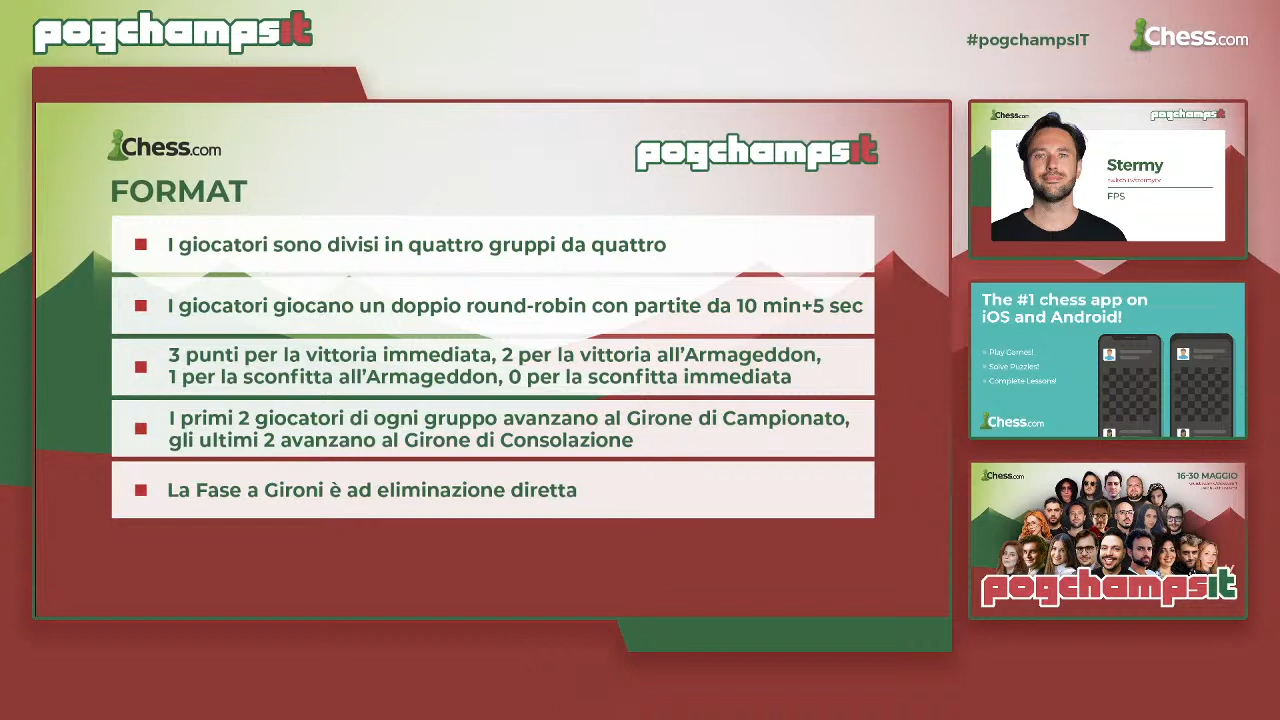 pogchampsit
#pogchampsIT
Chess.com
Chess.com
pogchampsit
FORMAT
I giocatori sono divisi in quattro gruppi da quattro
I giocatori giocano un doppio round-robin con partite da 10 min+5 sec
3 punti per la vittoria immediata, 2 per la vittoria all’Armageddon,
1 per la sconfitta all’Armageddon, 0 per la sconfitta immediata
I primi 2 giocatori di ogni gruppo avanzano al Girone di Campionato,
gli ultimi 2 avanzano al Girone di Consolazione
La Fase a Gironi è ad eliminazione diretta
Chess.com
pogchampsit
Stermy
FPS
The #1 chess app on
iOS and Android!
Play Games!
Solve Puzzles!
Complete Lessons!
Chess.com
Chess.com
16-30 MAGGIO
pogchampsit